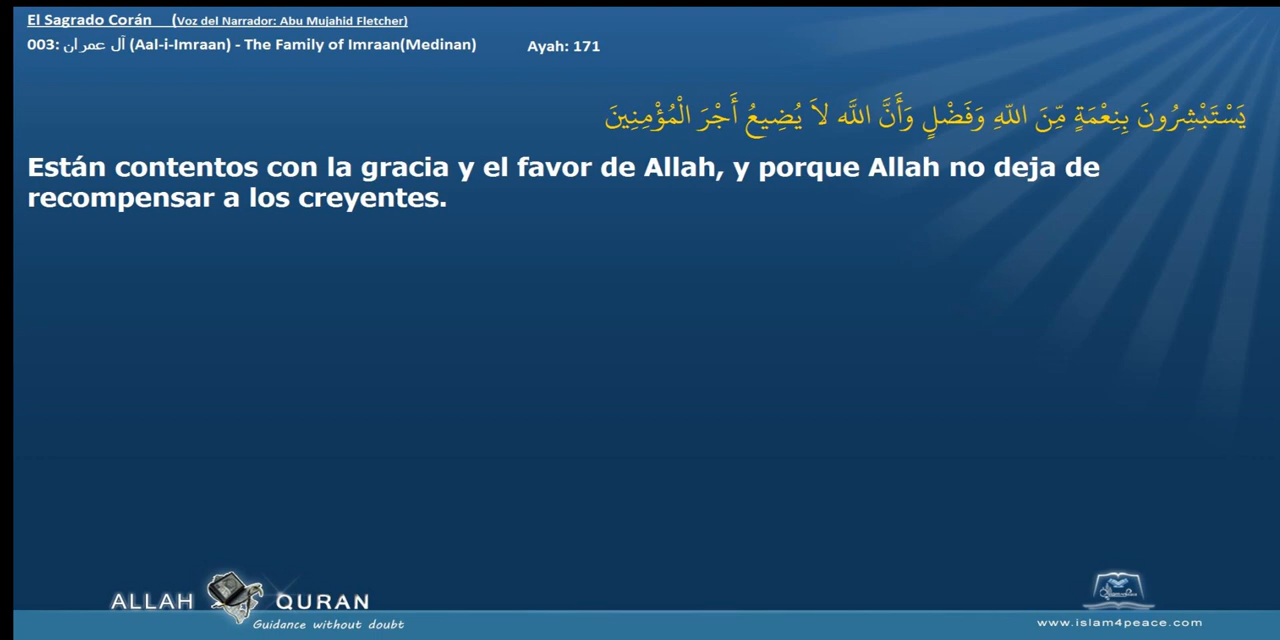 El Sagrado Corán (Voz del Narrador: Abu Mujahid Fletcher)
003: آل عمران (Aal-i-Imraan) - The Family of Imraan(Medinan) Ayah: 171
يَسْتَبْشِرُونَ بِنِعْمَةٍ مِّنَ اللّهِ وَفَضْلٍ وَأَنَّ اللَّه لاَ يُضِيعُ أَجْرَ الْمُؤْمِنِينَ
Están contentos con la gracia y el favor de Allah, y porque Allah no deja de
recompensar a los creyentes.
ALLAH QURAN
Guidance without doubt
www.islam4peace.com